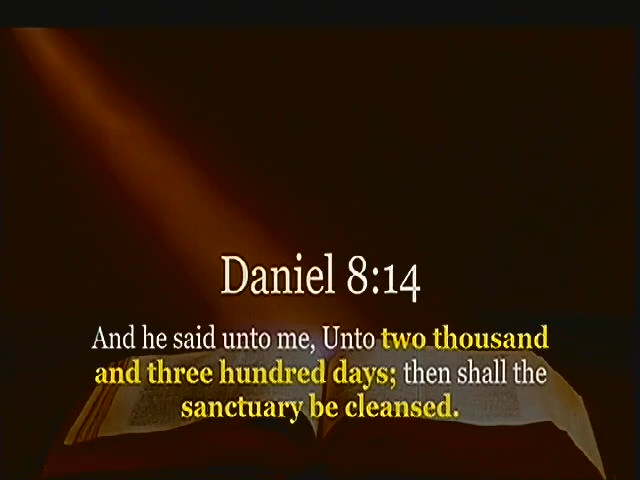 Daniel 8:14
And he said unto me, Unto two thousand
and three hundred days; then shall the
sanctuary be cleansed.